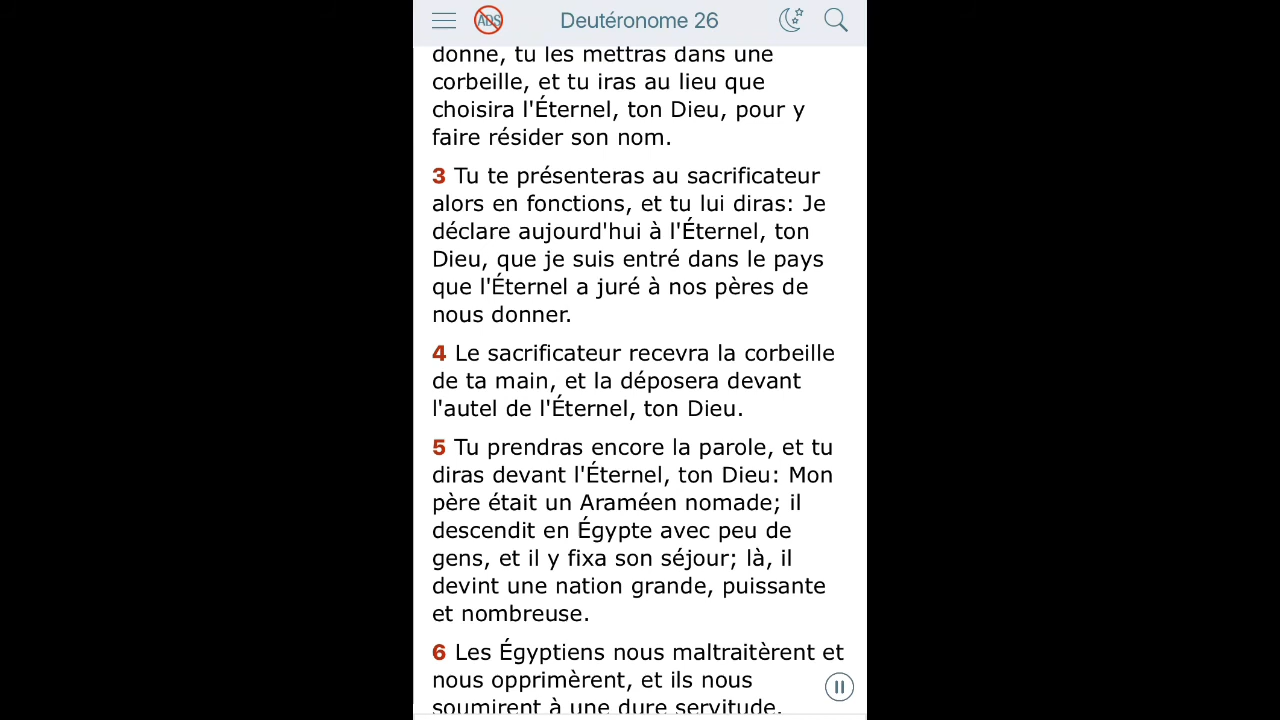 ADS
Deutéronome 26
donne, tu les mettras dans une
corbeille, et tu iras au lieu que
choisira l'Éternel, ton Dieu, pour y
faire résider son nom.
3 Tu te présenteras au sacrificateur
alors en fonctions, et tu lui diras: Je
déclare aujourd'hui à l'Éternel, ton
Dieu, que je suis entré dans le pays
que l'Éternel a juré à nos pères de
nous donner.
4 Le sacrificateur recevra la corbeille
de ta main, et la déposera devant
l'autel de l'Éternel, ton Dieu.
5 Tu prendras encore la parole, et tu
diras devant l'Éternel, ton Dieu: Mon
père était un Araméen nomade; il
descendit en Égypte avec peu de
gens, et il y fixa son séjour; là, il
devint une nation grande, puissante
et nombreuse.
6 Les Égyptiens nous maltraitèrent et
nous opprimèrent, et ils nous
soumirent à une dure servitude.